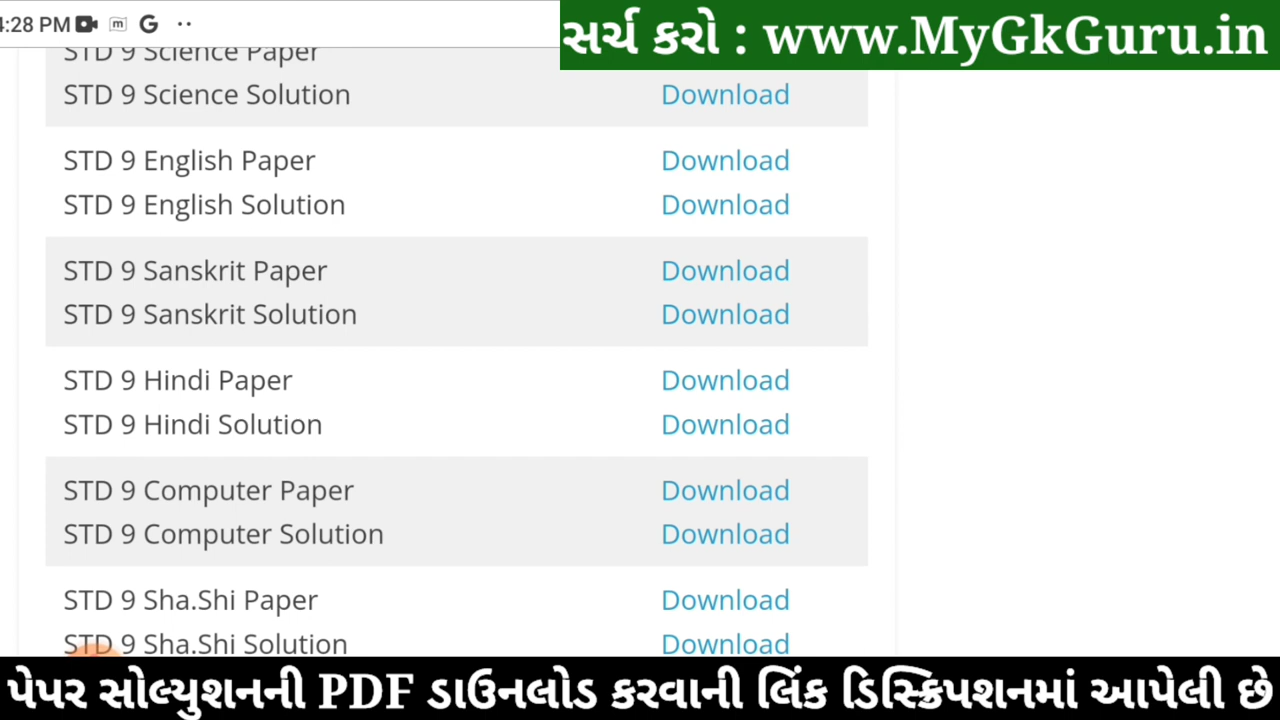 4:28 PM
સર્ચ કરો : www.MyGkGuru.in
STD 9 Science Paper
STD 9 Science Solution Download
STD 9 English Paper Download
STD 9 English Solution Download
STD 9 Sanskrit Paper Download
STD 9 Sanskrit Solution Download
STD 9 Hindi Paper Download
STD 9 Hindi Solution Download
STD 9 Computer Paper Download
STD 9 Computer Solution Download
STD 9 Sha.Shi Paper Download
STD 9 Sha.Shi Solution Download
પેપર સોલ્યુશનની PDF ડાઉનલોડ કરવાની લિંક ડિસ્ક્રિપશનમાં આપેલી છે